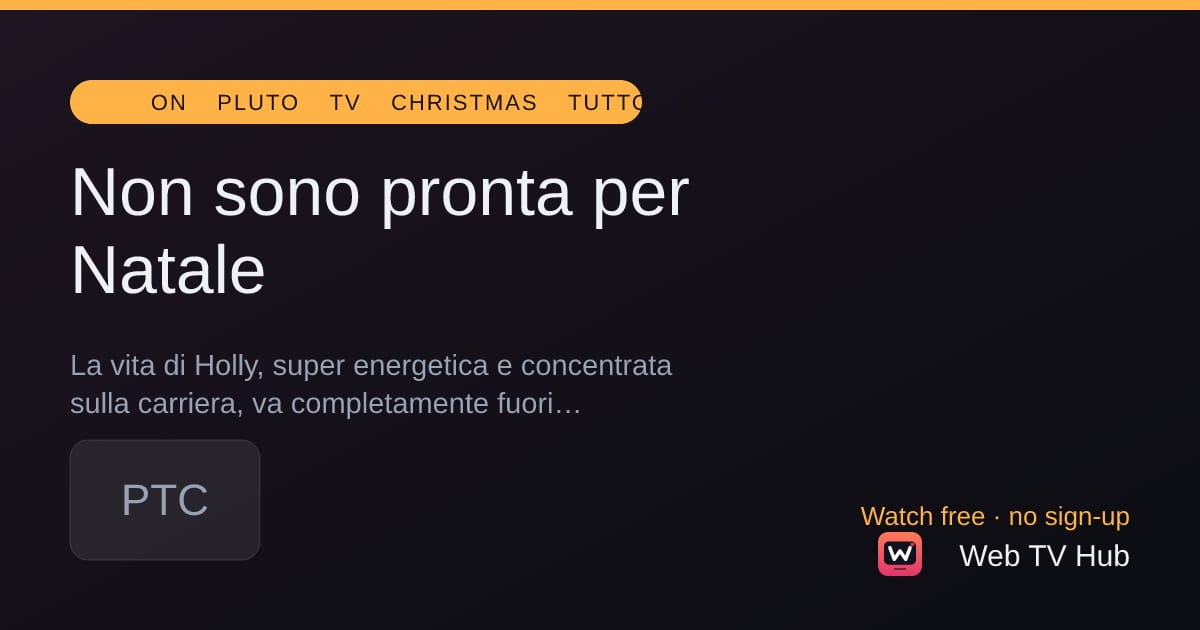 ON PLUTO TV CHRISTMAS TUTTO
Non sono pronta per
Natale
La vita di Holly, super energetica e concentrata
sulla carriera, va completamente fuori…
PTC
Watch free · no sign-up
W
Web TV Hub